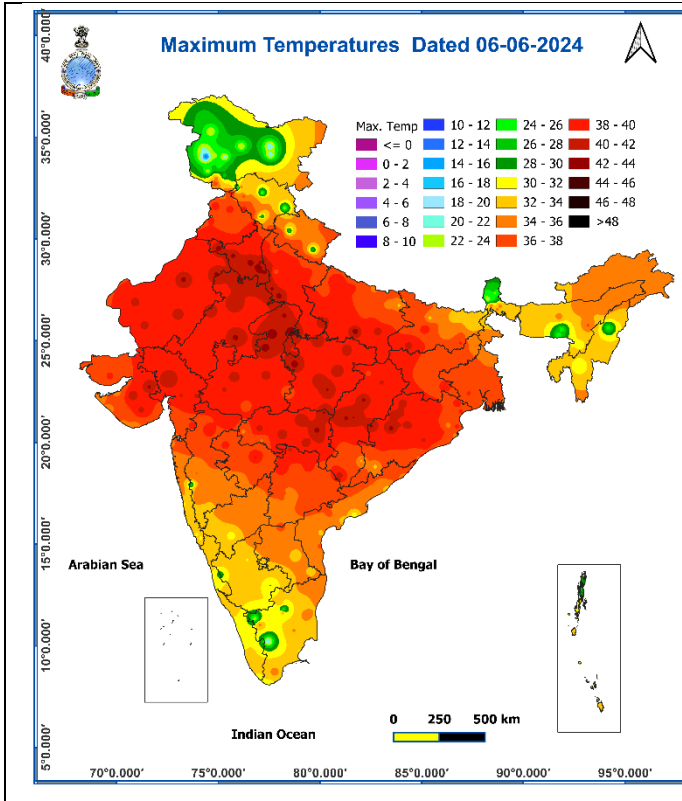 Maximum Temperatures Dated 06-06-2024
Max. Temp
<= 0
0 - 2
2 - 4
4 - 6
6 - 8
8 - 10
10 - 12
12 - 14
14 - 16
16 - 18
18 - 20
20 - 22
22 - 24
24 - 26
26 - 28
28 - 30
30 - 32
32 - 34
34 - 36
36 - 38
38 - 40
40 - 42
42 - 44
44 - 46
46 - 48
>48
40°0.000'
35°0.000'
30°0.000'
25°0.000'
20°0.000'
15°0.000'
10°0.000'
5°0.000'
Arabian Sea
Bay of Bengal
Indian Ocean
0 250 500 km
70°0.000' 75°0.000' 80°0.000' 85°0.000' 90°0.000' 95°0.000'